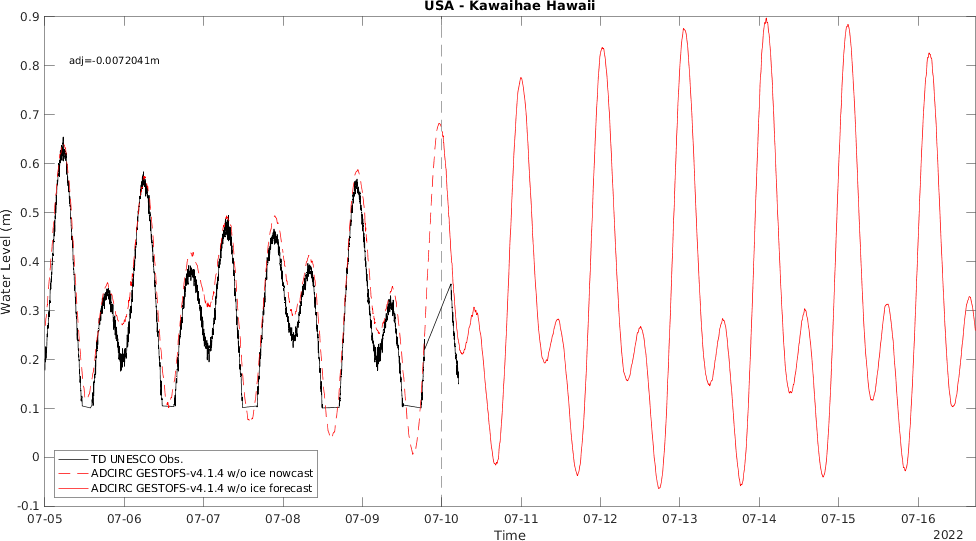 USA - Kawaihae Hawaii
adj=-0.0072041m
Water Level (m)
0.9
0.8
0.7
0.6
0.5
0.4
0.3
0.2
0.1
0
-0.1
TD UNESCO Obs.
ADCIRC GESTOFS-v4.1.4 w/o ice nowcast
ADCIRC GESTOFS-v4.1.4 w/o ice forecast
07-05 07-06 07-07 07-08 07-09 07-10 07-11 07-12 07-13 07-14 07-15 07-16
Time
2022